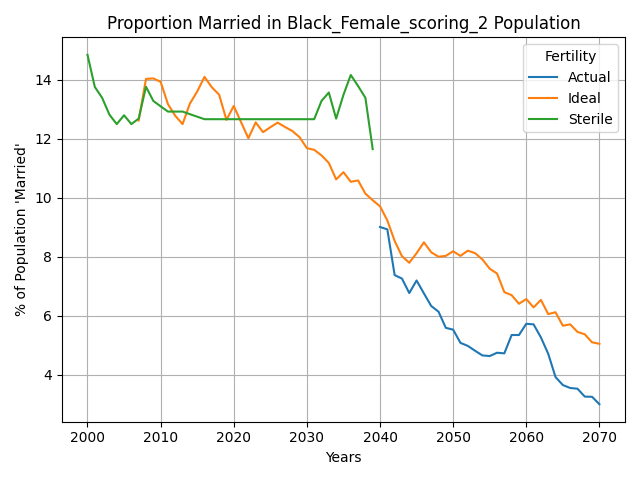 Proportion Married in Black_Female_scoring_2 Population
Fertility
Actual
Ideal
Sterile
% of Population 'Married'
14
12
10
8
6
4
2000 2010 2020 2030 2040 2050 2060 2070
Years